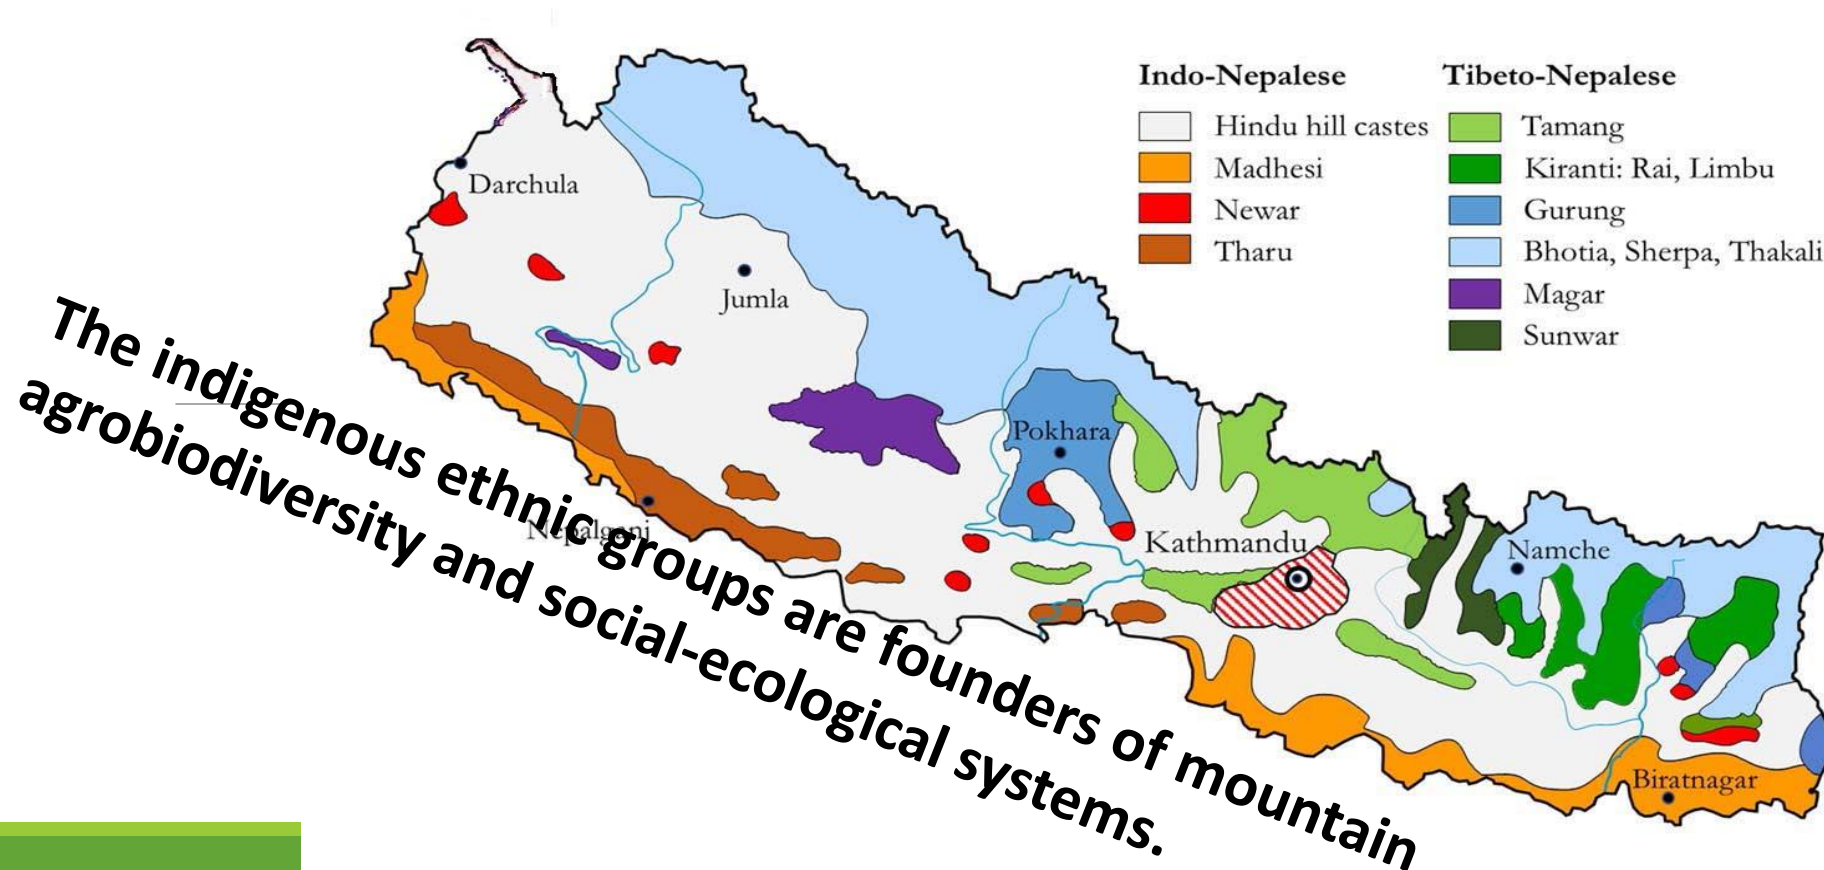 Indo-Nepalese
Hindu hill castes
Madhesi
Newar
Tharu
Tibeto-Nepalese
Tamang
Kiranti: Rai, Limbu
Gurung
Bhotia, Sherpa, Thakali
Magar
Sunwar
Darchula
Jumla
Pokhara
Nepalganj
Kathmandu
Namche
Biratnagar
The indigenous ethnic groups are founders of mountain
agrobiodiversity and social-ecological systems.